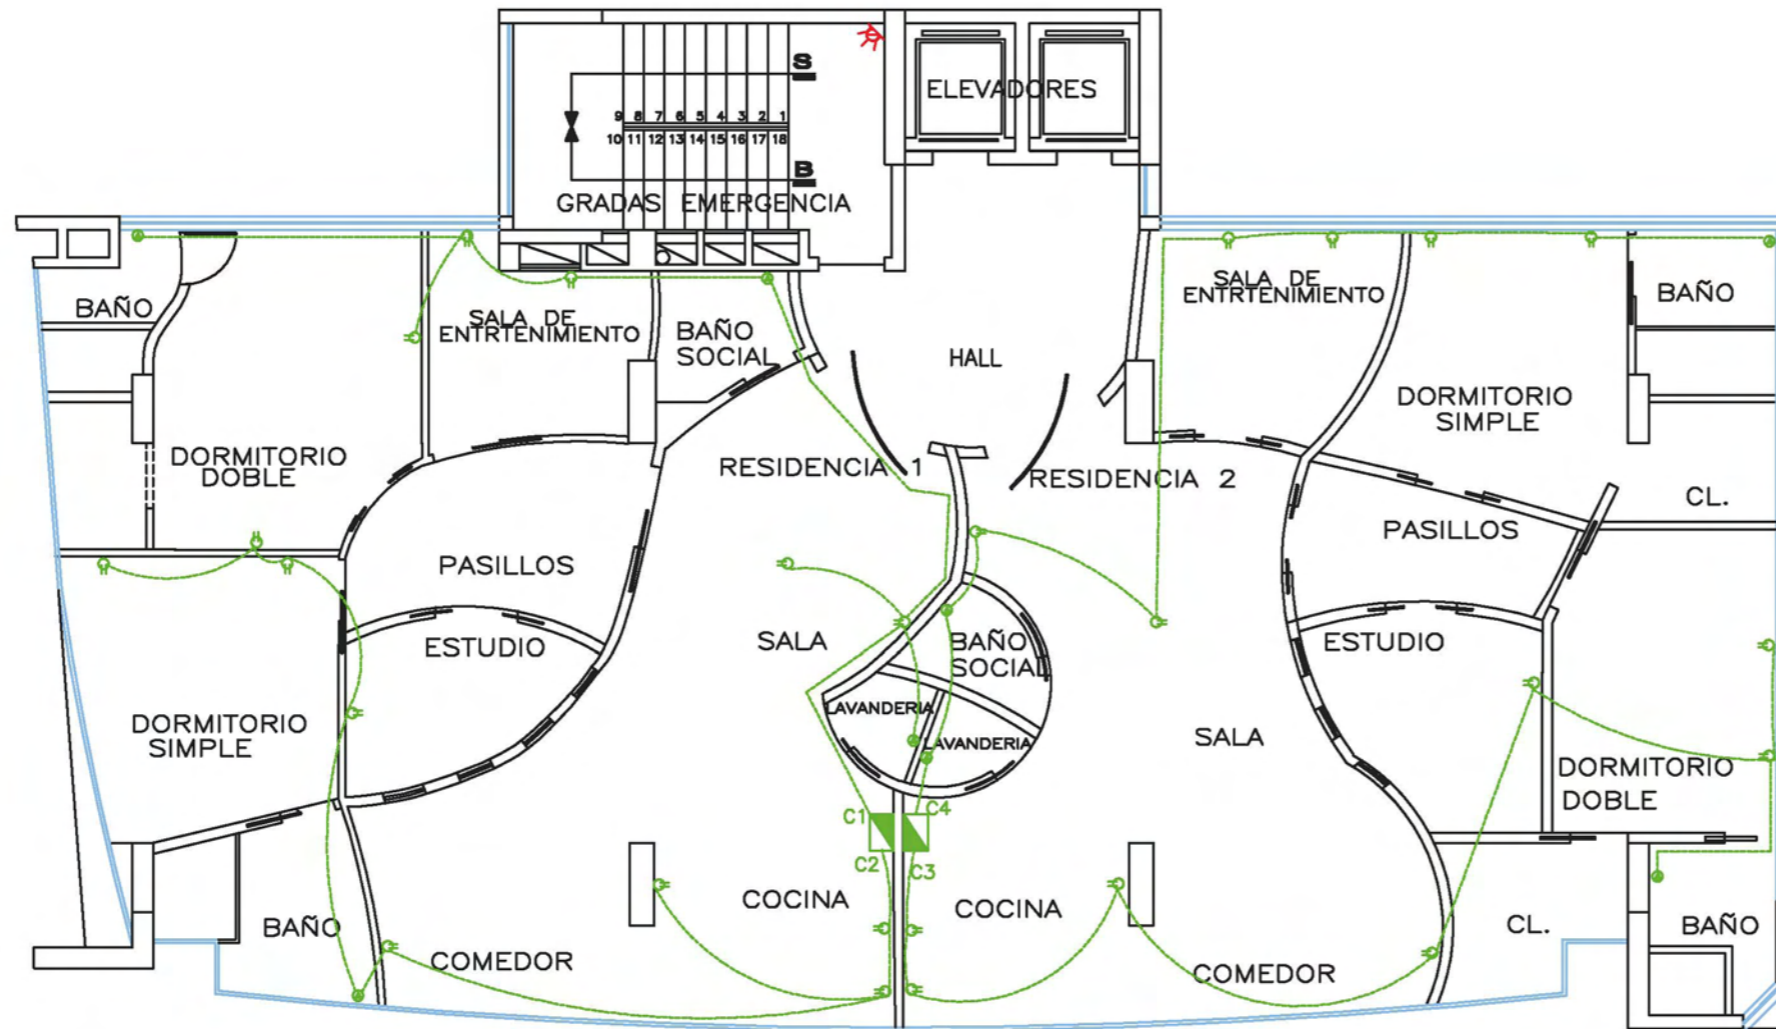 S
ELEVADORES
9 8 7 6 5 4 3 2 1
10 11 12 13 14 15 16 17 18
B
GRADAS EMERGENCIA
BAÑO
SALA DE
ENTRTENIMIENTO
BAÑO
SOCIAL
HALL
SALA DE
ENTRTENIMIENTO
BAÑO
DORMITORIO
SIMPLE
DORMITORIO
DOBLE
RESIDENCIA 1
RESIDENCIA 2
CL.
PASILLOS
PASILLOS
ESTUDIO
SALA
BAÑO
SOCIAL
ESTUDIO
DORMITORIO
SIMPLE
LAVANDERIA
LAVANDERIA
SALA
DORMITORIO
DOBLE
C1
C4
C2
C3
COCINA
COCINA
BAÑO
CL.
BAÑO
COMEDOR
COMEDOR